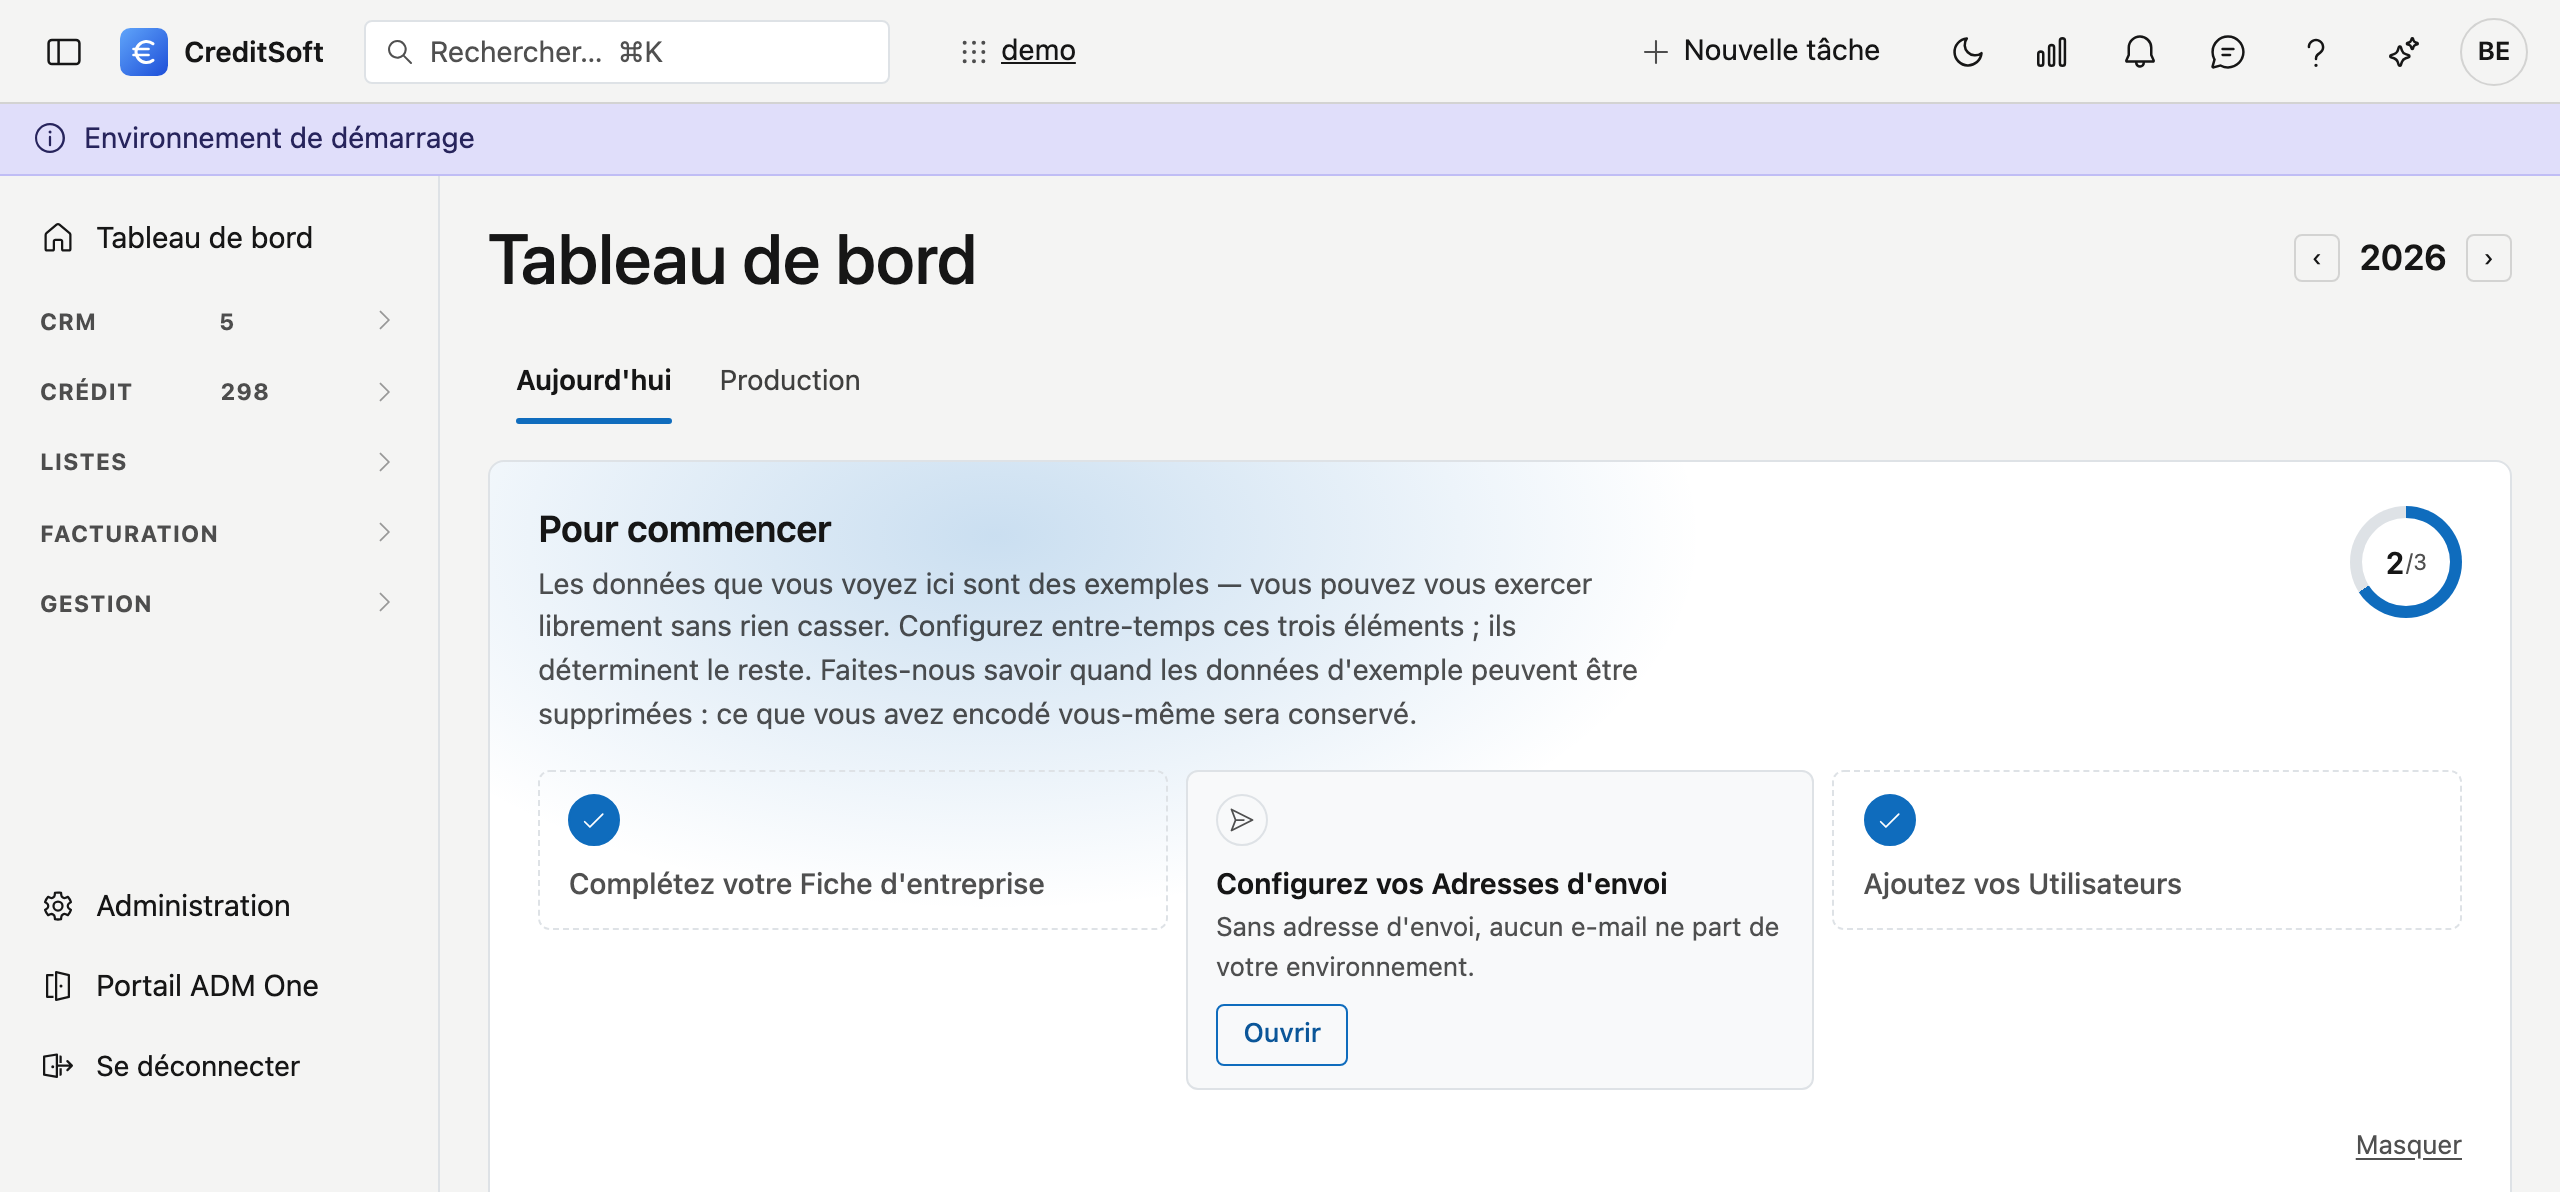 CreditSoft
Rechercher... ⌘K
demo
Nouvelle tâche
BE
Environnement de démarrage
Tableau de bord
CRM 5
CRÉDIT 298
LISTES
FACTURATION
GESTION
Administration
Portail ADM One
Se déconnecter
Tableau de bord
‹ 2026 ›
Aujourd'hui Production
Pour commencer
Les données que vous voyez ici sont des exemples — vous pouvez vous exercer
librement sans rien casser. Configurez entre-temps ces trois éléments ; ils
déterminent le reste. Faites-nous savoir quand les données d'exemple peuvent être
supprimées : ce que vous avez encodé vous-même sera conservé.
2/3
Complétez votre Fiche d'entreprise
Configurez vos Adresses d'envoi
Sans adresse d'envoi, aucun e-mail ne part de
votre environnement.
Ouvrir
Ajoutez vos Utilisateurs
Masquer